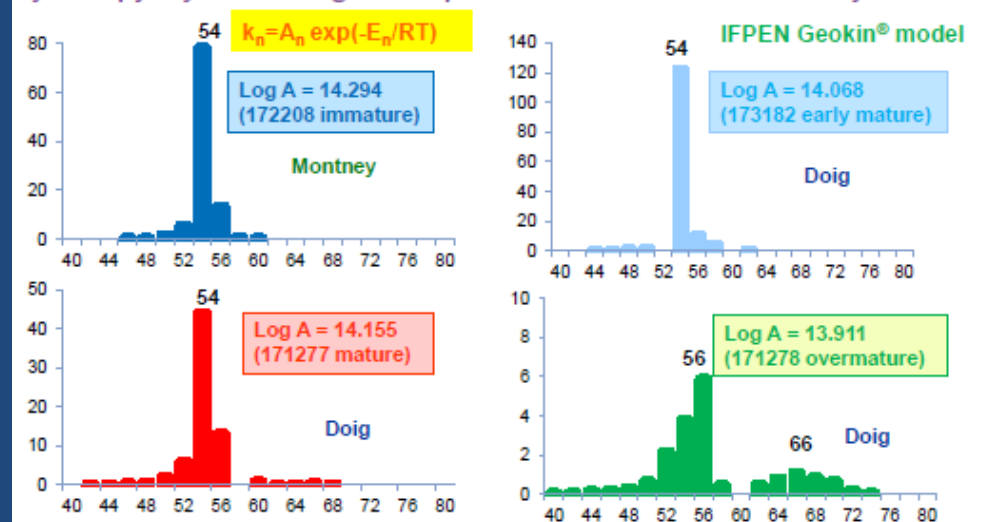 54
kn=An exp(-En/RT)
80
60
40
20
0
Log A = 14.294
(172208 immature)
Montney
40 44 48 52 56 60 64 68 72 76 80
IFPEN Geokin® model
54
140
120
100
80
60
40
20
0
Log A = 14.068
(173182 early mature)
Doig
40 44 48 52 56 60 64 68 72 76 80
50
40
30
20
10
0
54
Log A = 14.155
(171277 mature)
Doig
40 44 48 52 56 60 64 68 72 76 80
10
8
6
4
2
0
Log A = 13.911
(171278 overmature)
56
66
Doig
40 44 48 52 56 60 64 68 72 76 80